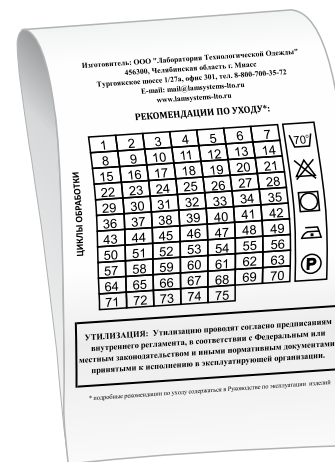 Изготовитель: ООО "Лаборатория Технологической Одежды"
456300, Челябинская область г. Миасс
Тургоякское шоссе 1/27а, офис 301, тел. 8-800-700-35-72
E-mail: mail@lamsystems-lto.ru
www.lamsystems-lto.ru
РЕКОМЕНДАЦИИ ПО УХОДУ*:
ЦИКЛЫ ОБРАБОТКИ
1 2 3 4 5 6 7
8 9 10 11 12 13 14
15 16 17 18 19 20 21
22 23 24 25 26 27 28
29 30 31 32 33 34 35
36 37 38 39 40 41 42
43 44 45 46 47 48 49
50 51 52 53 54 55 56
57 58 59 60 61 62 63
64 65 66 67 68 69 70
71 72 73 74 75
70°
P
УТИЛИЗАЦИЯ: Утилизацию проводят согласно предписаниям
внутреннего регламента, в соответствии с Федеральным или
местным законодательством и иными нормативным документами
принятыми к исполнению в эксплуатирующей организации.
* подробные рекомендации по уходу содержаться в Руководстве по эксплуатации изделий